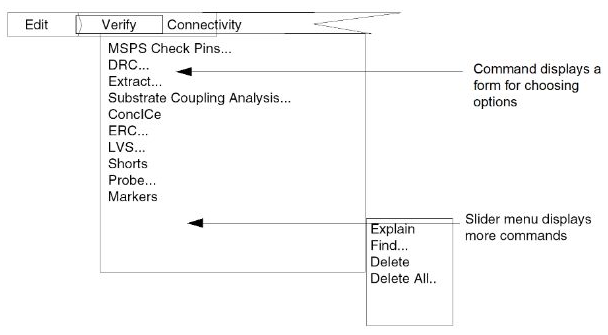 Edit Verify Connectivity
MSPS Check Pins...
DRC...
Extract...
Substrate Coupling Analysis...
ConcICe
ERC...
LVS...
Shorts
Probe...
Markers
Command displays a
form for choosing
options
Slider menu displays
more commands
Explain
Find...
Delete
Delete All..